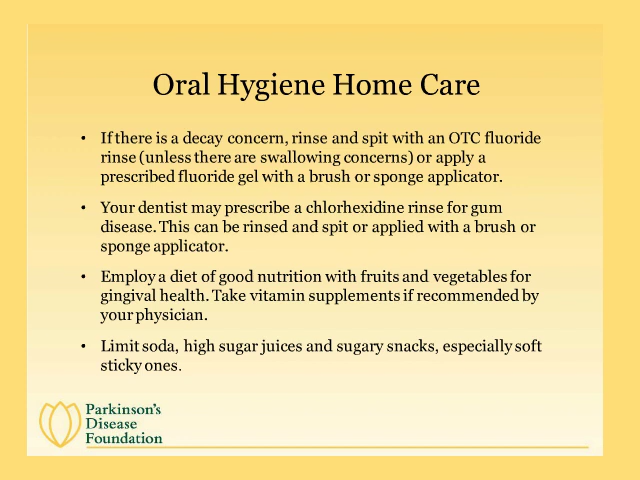 Oral Hygiene Home Care
• If there is a decay concern, rinse and spit with an OTC fluoride
rinse (unless there are swallowing concerns) or apply a
prescribed fluoride gel with a brush or sponge applicator.
• Your dentist may prescribe a chlorhexidine rinse for gum
disease. This can be rinsed and spit or applied with a brush or
sponge applicator.
• Employ a diet of good nutrition with fruits and vegetables for
gingival health. Take vitamin supplements if recommended by
your physician.
• Limit soda, high sugar juices and sugary snacks, especially soft
sticky ones.
Parkinson's
Disease
Foundation